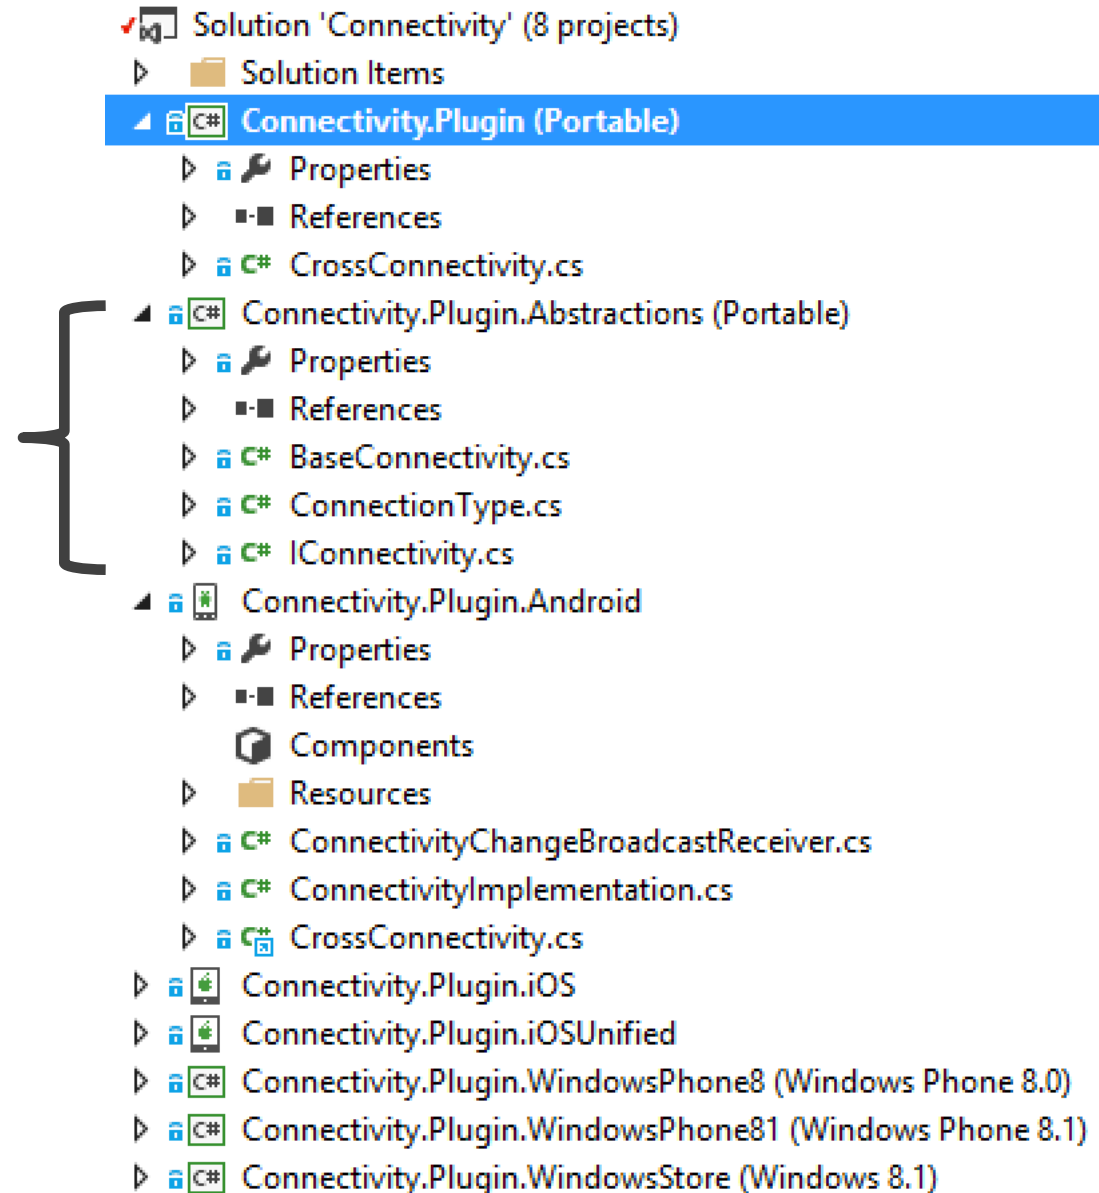 Solution 'Connectivity' (8 projects)
Solution Items
C# Connectivity.Plugin (Portable)
Properties
References
C# CrossConnectivity.cs
C# Connectivity.Plugin.Abstractions (Portable)
Properties
References
C# BaseConnectivity.cs
C# ConnectionType.cs
C# IConnectivity.cs
Connectivity.Plugin.Android
Properties
References
Components
Resources
C# ConnectivityChangeBroadcastReceiver.cs
C# ConnectivityImplementation.cs
C# CrossConnectivity.cs
Connectivity.Plugin.iOS
Connectivity.Plugin.iOSUnified
C# Connectivity.Plugin.WindowsPhone8 (Windows Phone 8.0)
C# Connectivity.Plugin.WindowsPhone81 (Windows Phone 8.1)
C# Connectivity.Plugin.WindowsStore (Windows 8.1)